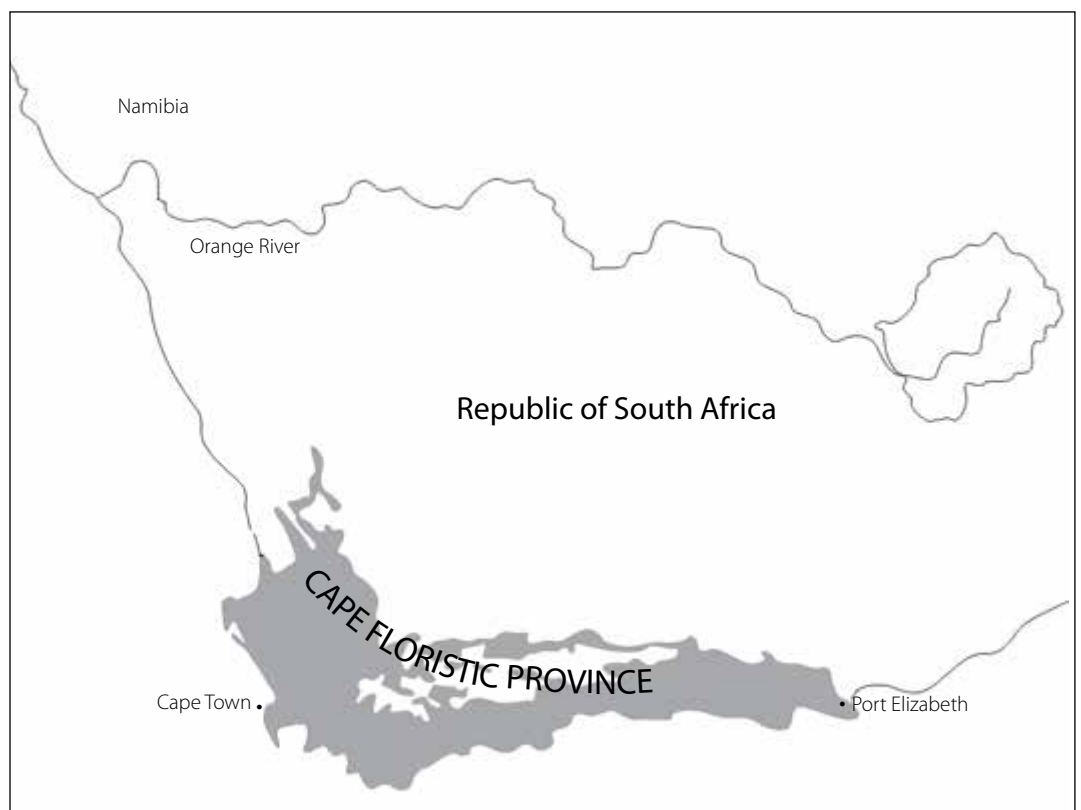 Namibia
Orange River
Republic of South Africa
CAPE FLORISTIC PROVINCE
Cape Town
Port Elizabeth